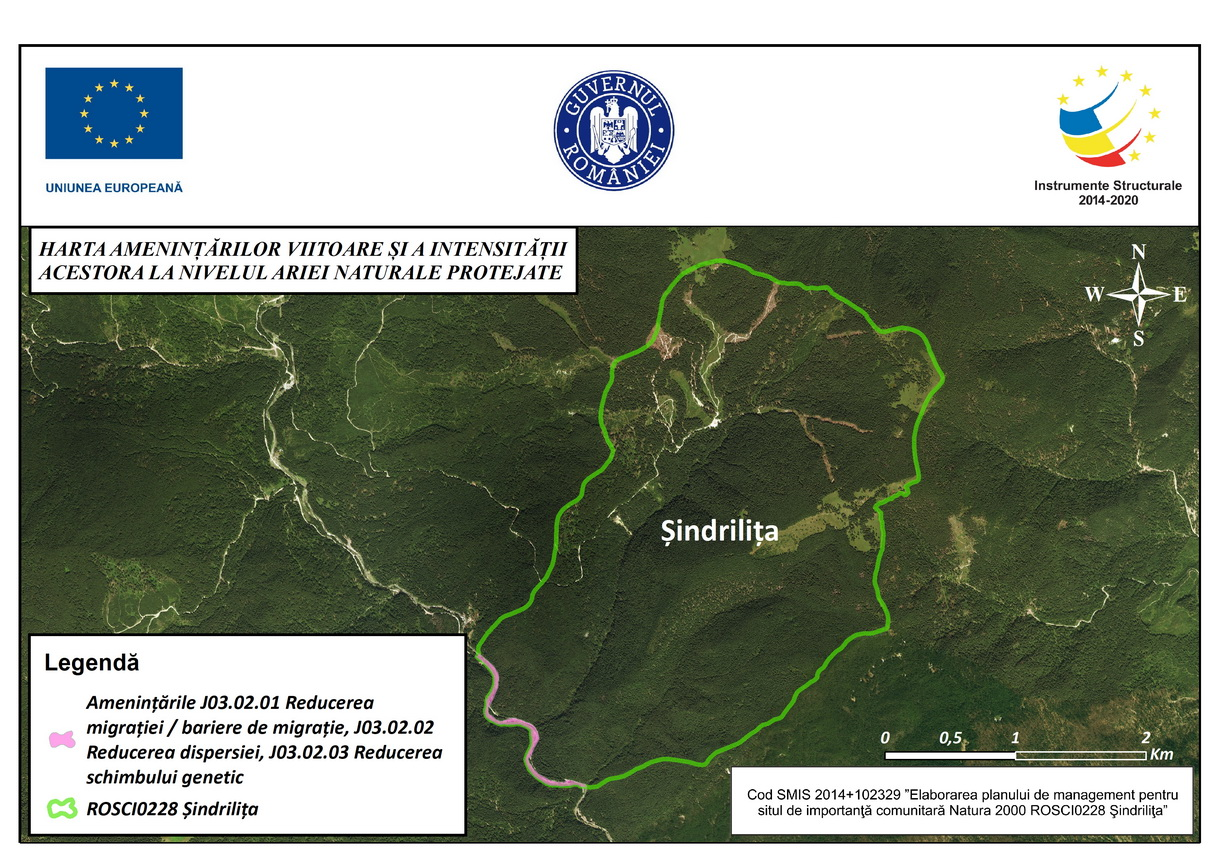 UNIUNEA EUROPEANĂ
GUVERNUL
ROMÂNIEI
Instrumente Structurale
2014-2020
HARTA AMENINȚĂRILOR VIITOARE ȘI A INTENSITĂȚII
ACESTORA LA NIVELUL ARIEI NATURALE PROTEJATE
N
W E
S
Șindrilița
Legendă
Amenințările J03.02.01 Reducerea
migrației / bariere de migrație, J03.02.02
Reducerea dispersiei, J03.02.03 Reducerea
schimbului genetic
ROSCI0228 Șindrilița
0 0,5 1 2
Km
Cod SMIS 2014+102329 ”Elaborarea planului de management pentru
situl de importanţă comunitară Natura 2000 ROSCI0228 Şindriliţa”